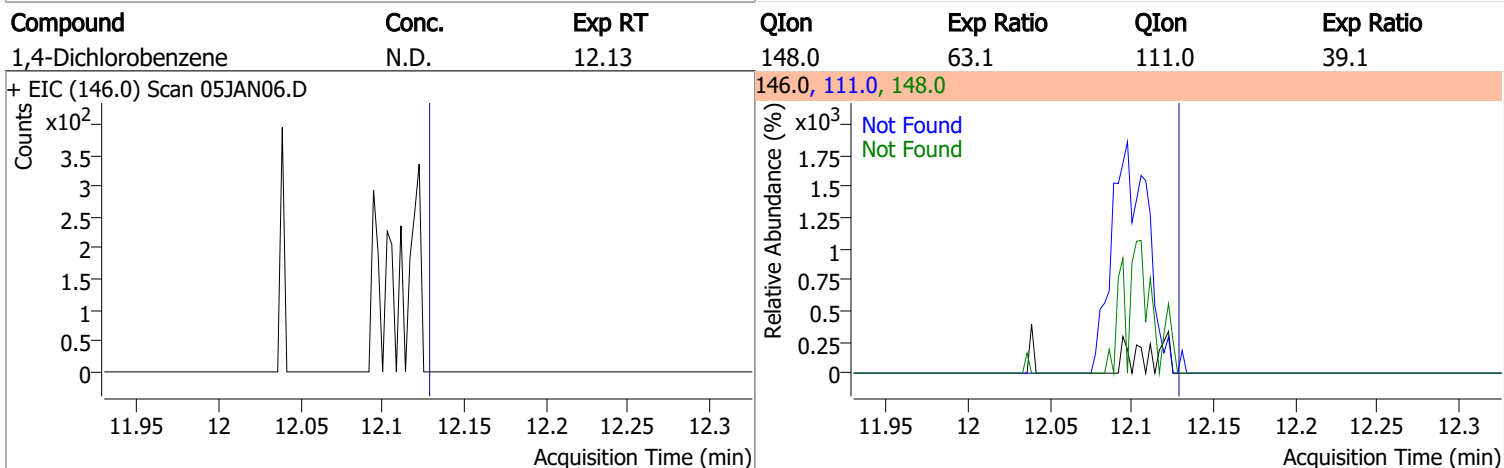 Compound Conc. Exp RT QIon Exp Ratio QIon Exp Ratio
1,4-Dichlorobenzene N.D. 12.13 148.0 63.1 111.0 39.1
+ EIC (146.0) Scan 05JAN06.D
Counts
x10²
3.5
3
2.5
2
1.5
1
0.5
0
11.95 12 12.05 12.1 12.15 12.2 12.25 12.3
Acquisition Time (min)
146.0, 111.0, 148.0
Relative Abundance (%)
x10³
Not Found
Not Found
1.75
1.5
1.25
1
0.75
0.5
0.25
0
11.95 12 12.05 12.1 12.15 12.2 12.25 12.3
Acquisition Time (min)